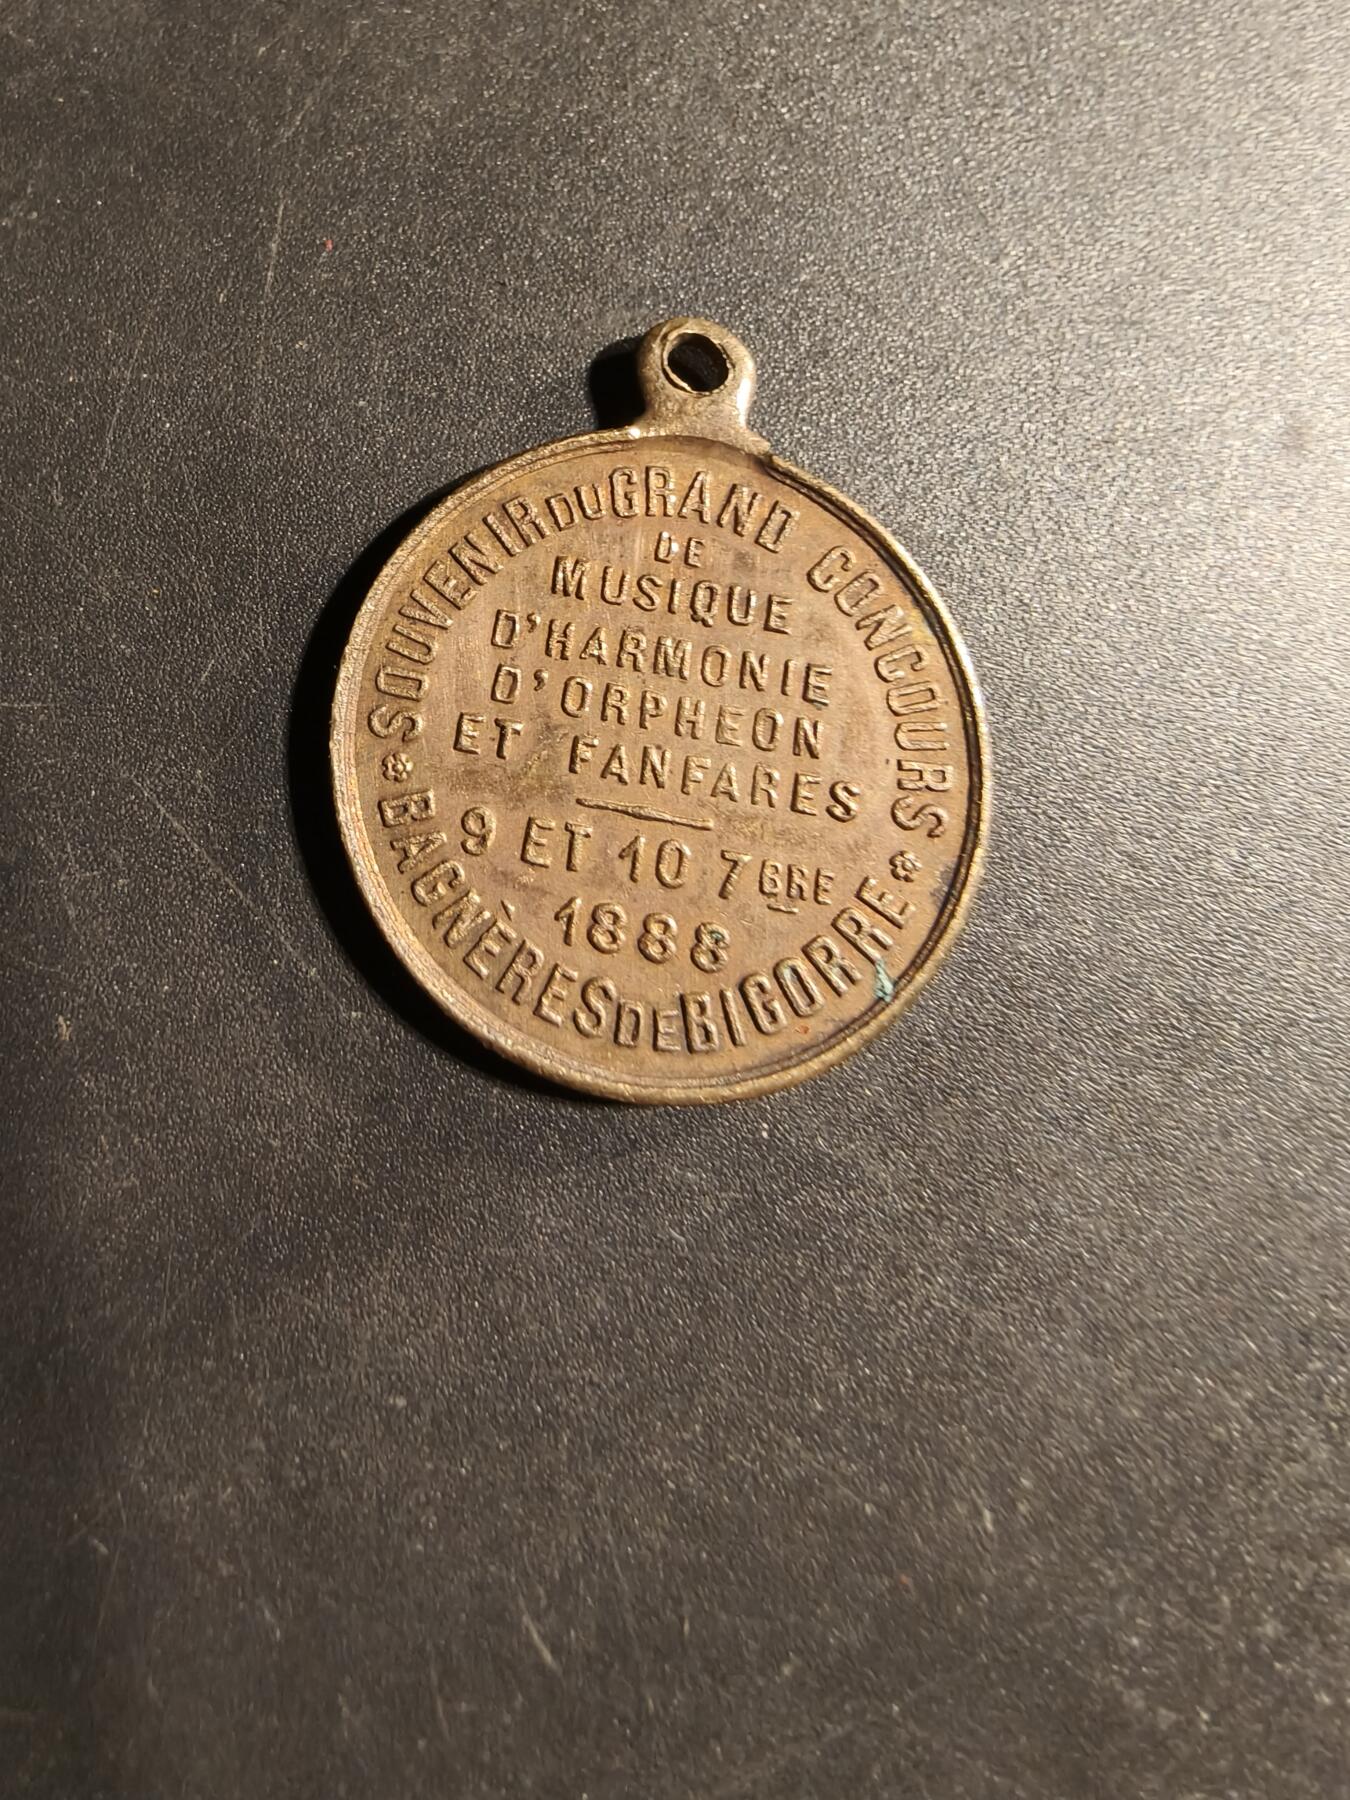 SOUVENIR DU GRAND CONCOURS
DE
MUSIQUE
D'HARMONIE
D'ORPHEON
ET FANFARES
9 ET 10 7BRE
1888
BAGNÈRES DE BIGORRE